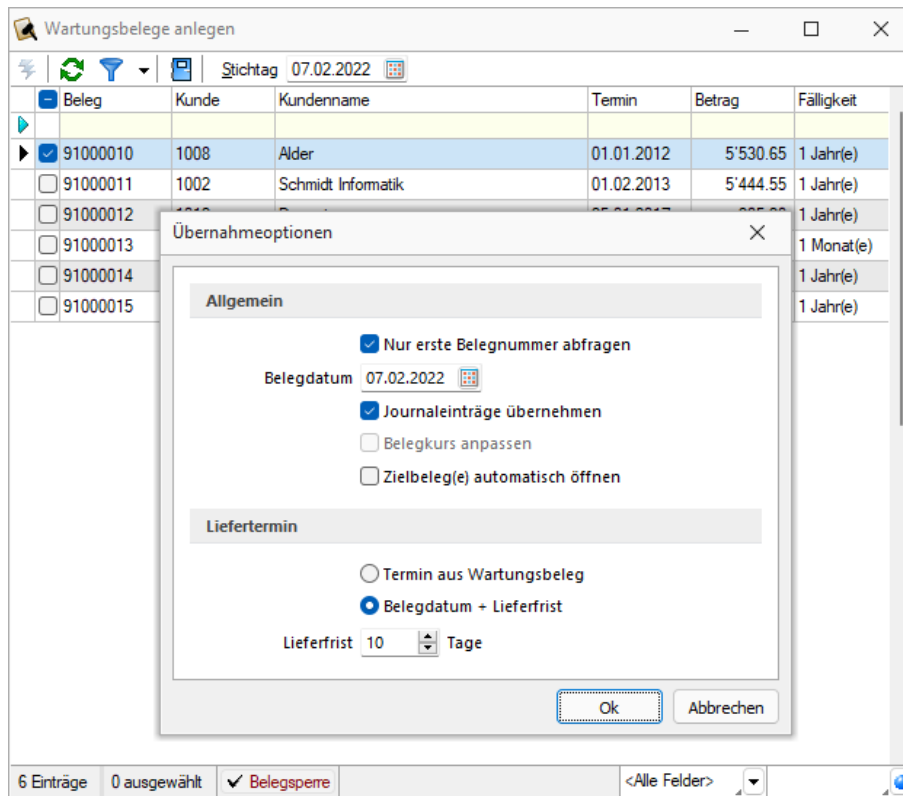 Wartungsbelege anlegen
Stichtag 07.02.2022
Beleg Kunde Kundenname Termin Betrag Fälligkeit
91000010 1008 Alder 01.01.2012 5'530.65 1 Jahr(e)
91000011 1002 Schmidt Informatik 01.02.2013 5'444.55 1 Jahr(e)
91000012 1 Jahr(e)
91000013 1 Monat(e)
91000014 1 Jahr(e)
91000015 1 Jahr(e)
Übernahmeoptionen
Allgemein
Nur erste Belegnummer abfragen
Belegdatum 07.02.2022
Journaleinträge übernehmen
Belegkurs anpassen
Zielbeleg(e) automatisch öffnen
Liefertermin
Termin aus Wartungsbeleg
Belegdatum + Lieferfrist
Lieferfrist 10 Tage
Ok Abbrechen
6 Einträge 0 ausgewählt Belegsperre <Alle Felder>